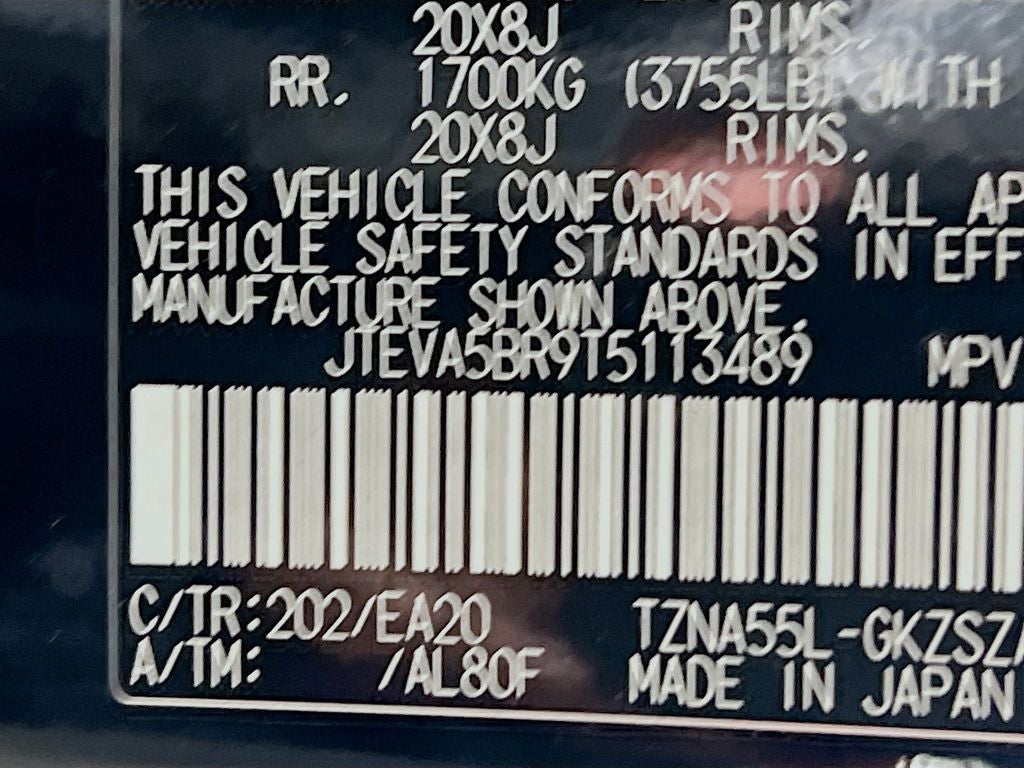 20X8J RIMS.
RR. 1700KG (3755LB) WITH
20X8J RIMS.
THIS VEHICLE CONFORMS TO ALL AP
VEHICLE SAFETY STANDARDS IN EFF
MANUFACTURE SHOWN ABOVE.
JTEVA5BR9T5113489 MPV
C/TR:202/EA20 TZNA55L-GKZSZA
A/TM: /AL80F MADE IN JAPAN